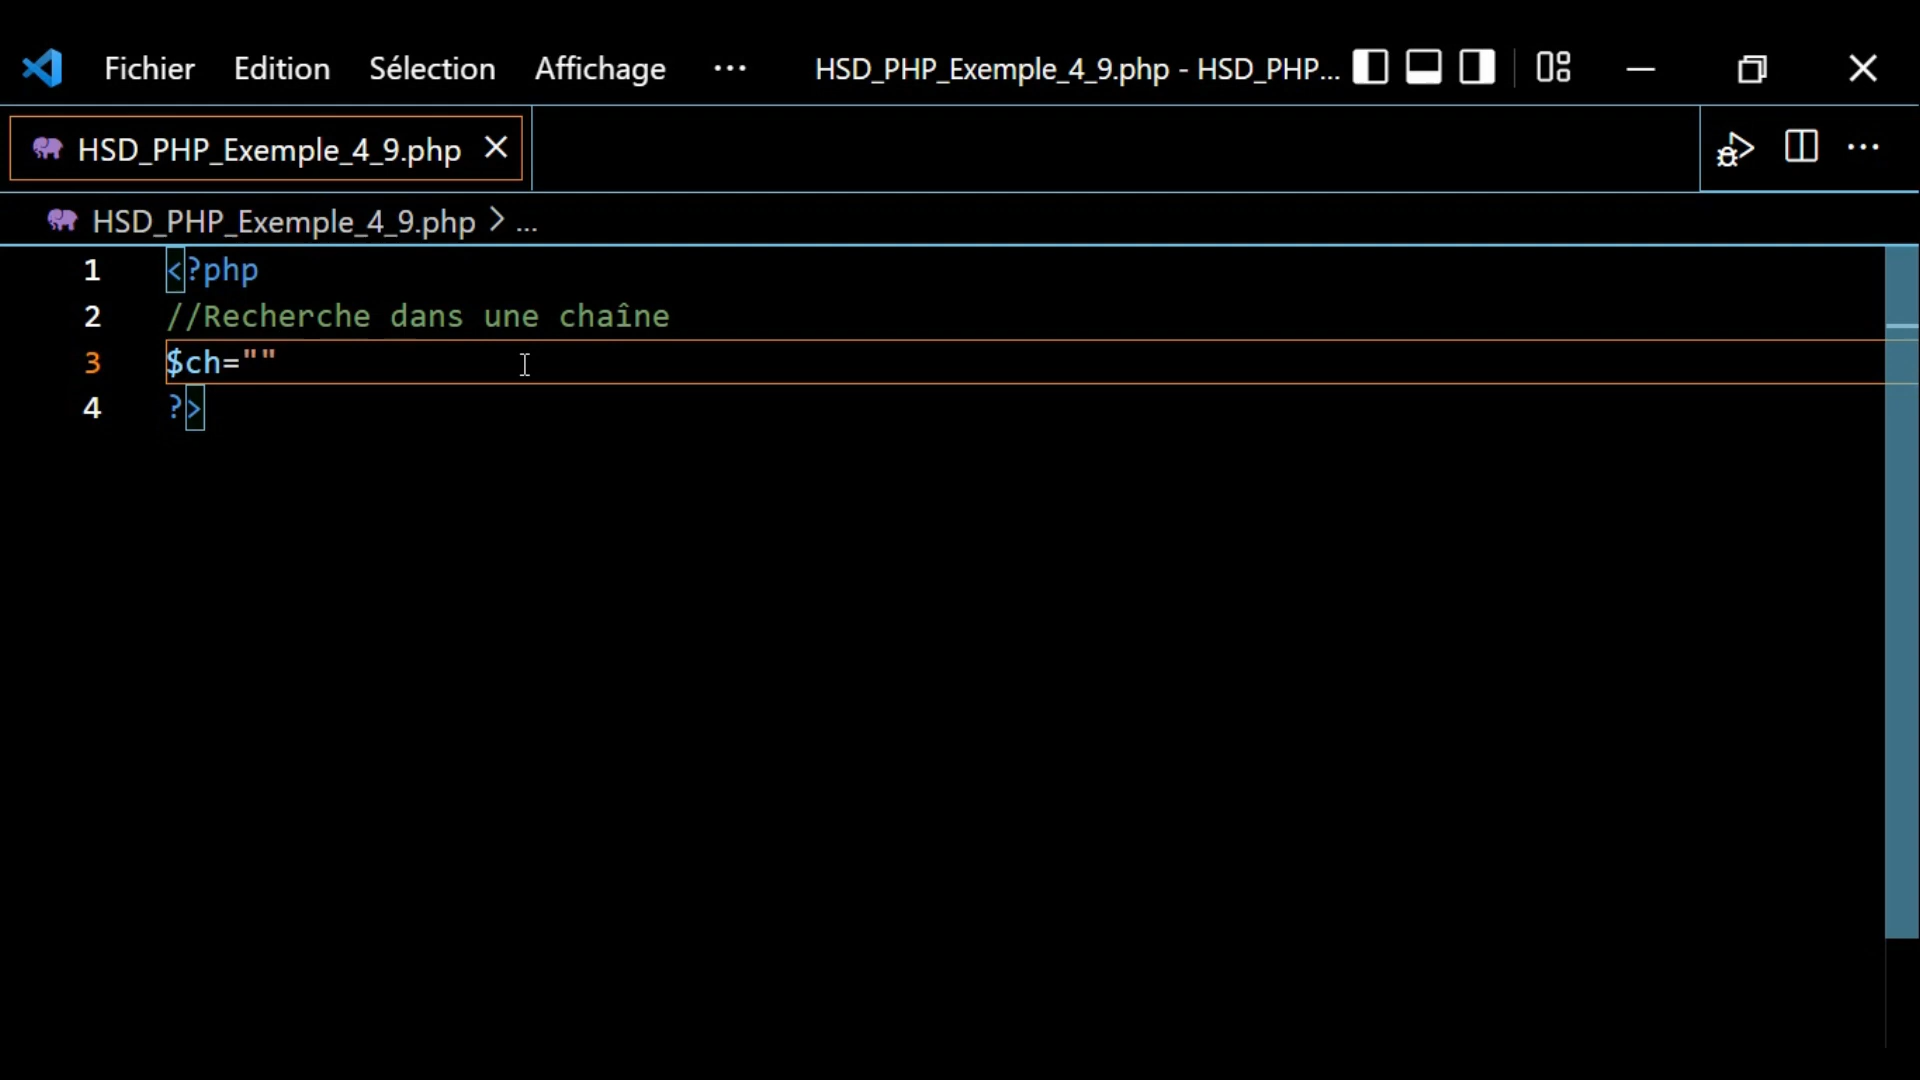 Fichier Edition Sélection Affichage ··· HSD_PHP_Exemple_4_9.php - HSD_PHP...
HSD_PHP_Exemple_4_9.php
HSD_PHP_Exemple_4_9.php > ...
1 <?php
2 //Recherche dans une chaîne
3 $ch=""
4 ?>